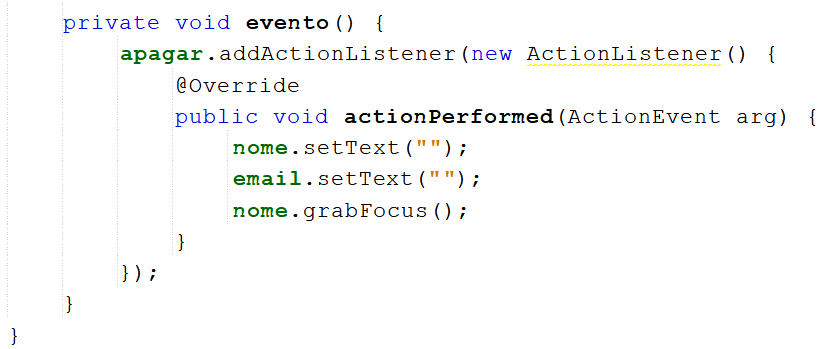 private void evento() {
apagar.addActionListener(new ActionListener() {
@Override
public void actionPerformed(ActionEvent arg) {
nome.setText("");
email.setText("");
nome.grabFocus();
}
});
}
}